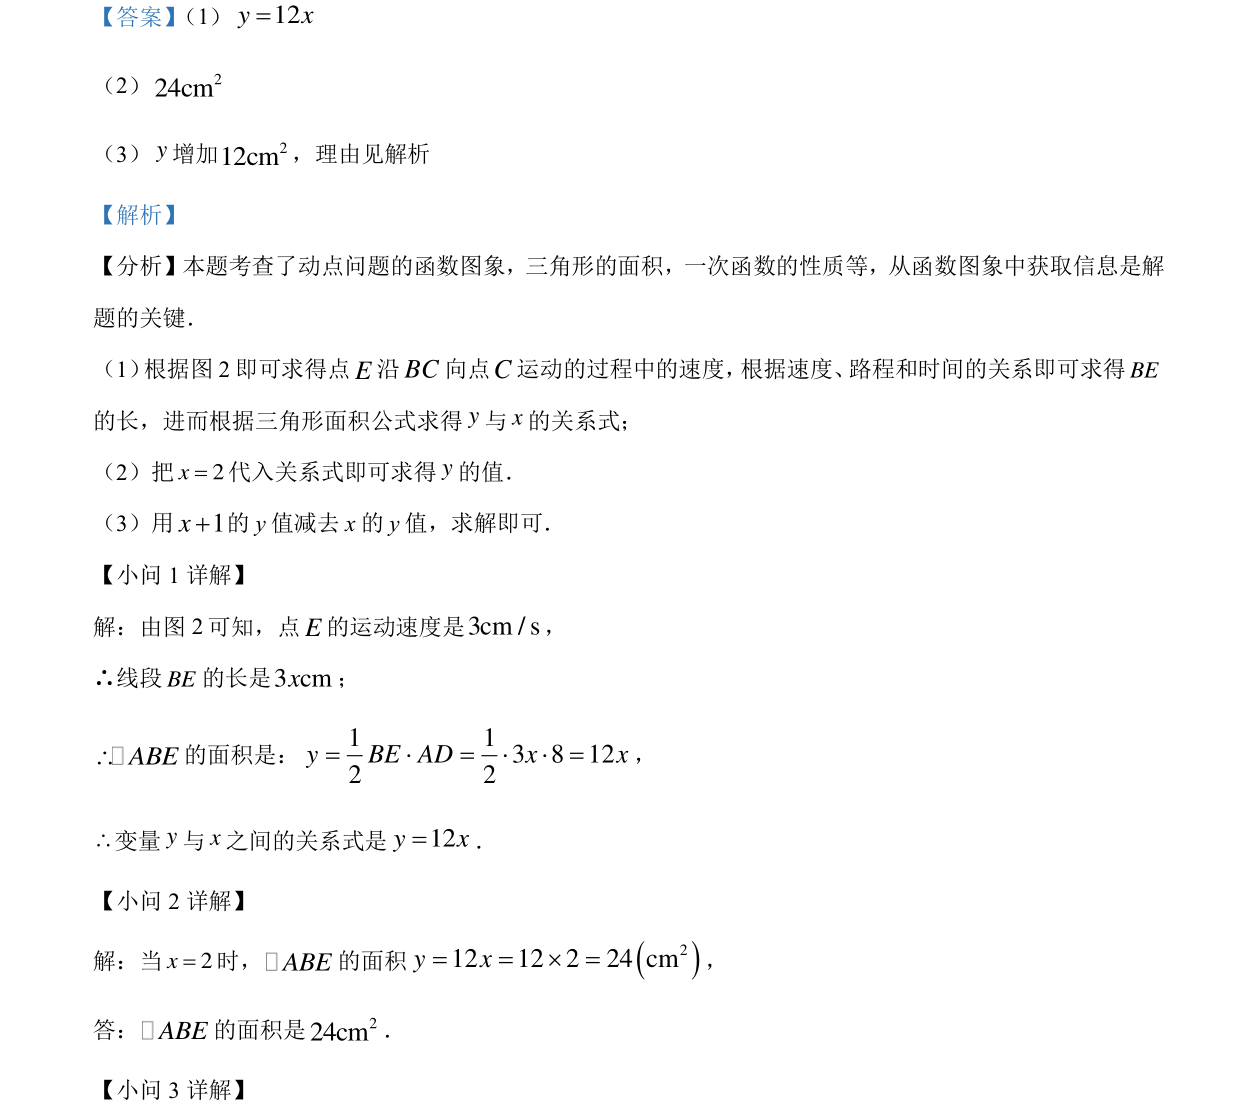 【答案】（1） y=12x
（2） 24cm²
（3） y 增加12cm²，理由见解析
【解析】
【分析】本题考查了动点问题的函数图象，三角形的面积，一次函数的性质等，从函数图象中获取信息是解
题的关键．
（1）根据图 2 即可求得点 E 沿 BC 向点 C 运动的过程中的速度，根据速度、路程和时间的关系即可求得 BE
的长，进而根据三角形面积公式求得 y 与 x 的关系式；
（2）把 x = 2 代入关系式即可求得 y 的值．
（3）用 x+1的 y 值减去 x 的 y 值，求解即可．
【小问 1 详解】
解：由图 2 可知，点 E 的运动速度是3cm / s，
∴线段 BE 的长是3xcm；
∴□ABE 的面积是： y = 1/2 BE · AD = 1/2 · 3x · 8 = 12x，
∴变量 y 与 x 之间的关系式是 y =12x．
【小问 2 详解】
解：当 x = 2 时，□ABE 的面积 y = 12x = 12×2 = 24(cm²)，
答：□ABE 的面积是 24cm²．
【小问 3 详解】